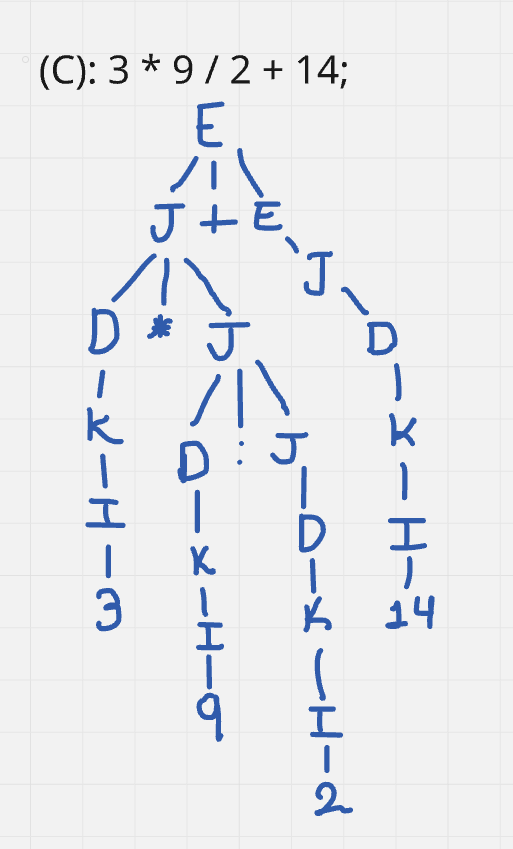 (C): 3 * 9 / 2 + 14;
E
J + E
J
D * J D
K D : J K
I D I
3 K K 14
I I
9 2